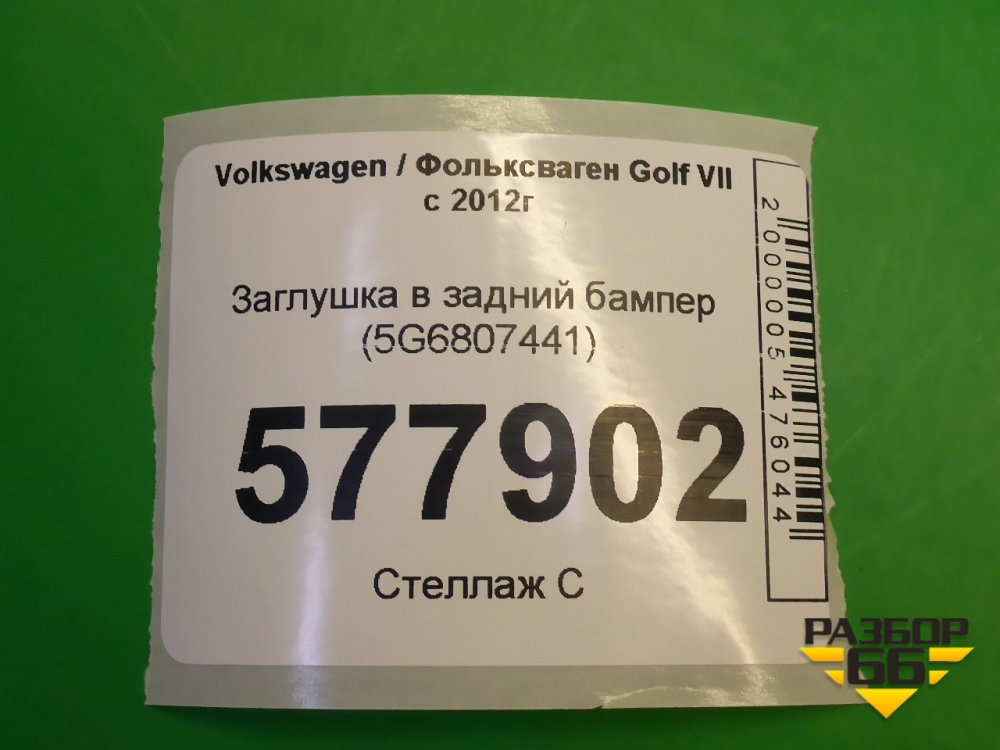 Volkswagen / Фольксваген Golf VII
с 2012г
Заглушка в задний бампер
(5G6807441)
577902
Стеллаж С
2000005476044
РАЗБОР
66